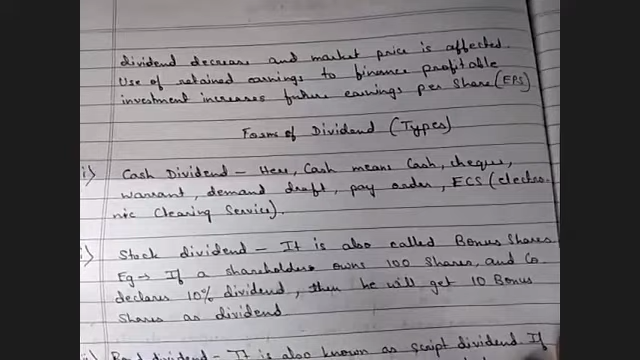 dividend decrease and market price is affected.
Use of retained earnings to finance profitable
investment increases future earnings per share (EPS)
Forms of Dividend (Types)
i) Cash Dividend - Here, Cash means Cash, cheque,
warrant, demand draft, pay order, ECS (electro-
nic Clearing Service).
i) Stock dividend - It is also called Bonus Shares
Eg → If a shareholders owns 100 Shares, and Co.
declares 10% dividend, then he will get 10 Bonus
Shares as dividend
ii) Bond dividend - It is also known as script dividend. If